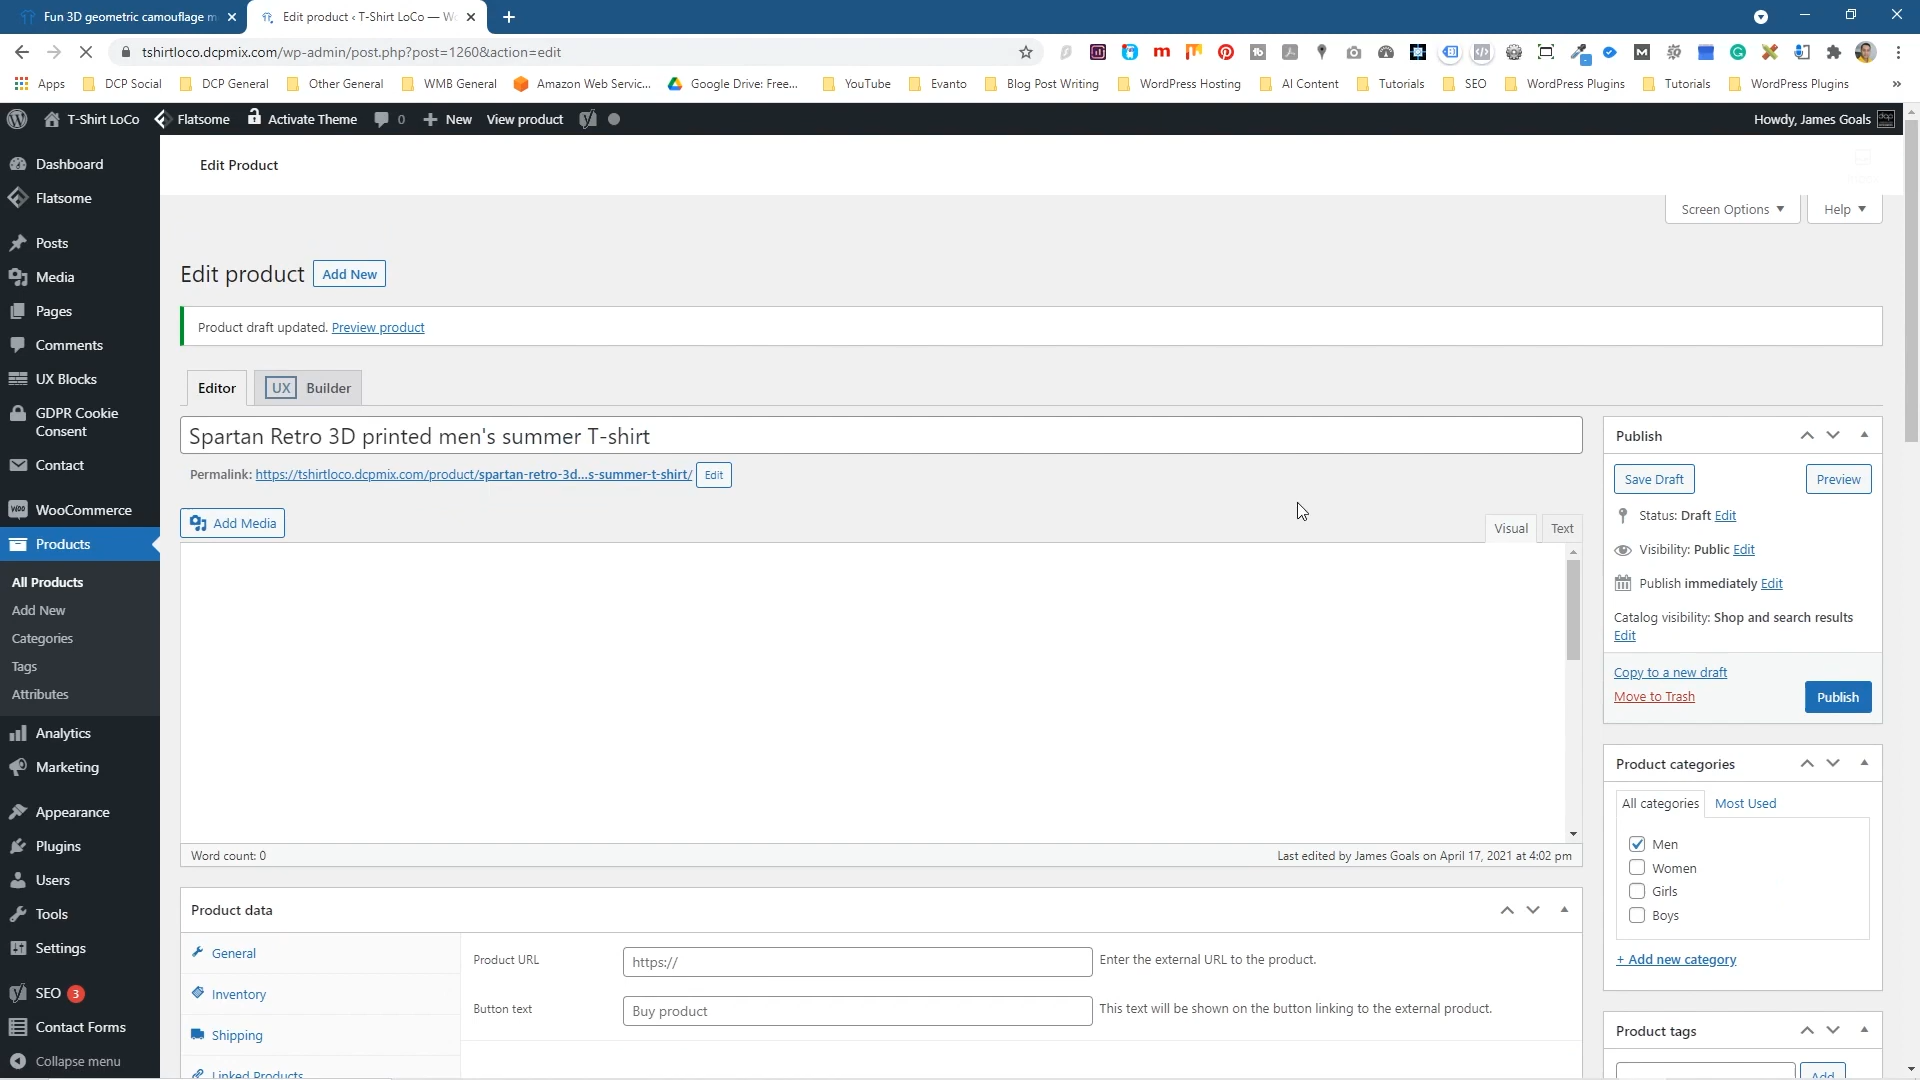 Fun 3D geometric camouflage m
Edit product ‹ T-Shirt LoCo — Wo
tshirtloco.dcpmix.com/wp-admin/post.php?post=1260&action=edit
Apps
DCP Social
DCP General
Other General
WMB General
Amazon Web Servic...
Google Drive: Free...
YouTube
Evanto
Blog Post Writing
WordPress Hosting
AI Content
Tutorials
SEO
WordPress Plugins
Tutorials
WordPress Plugins
»
T-Shirt LoCo
Flatsome
Activate Theme
0
New
View product
Howdy, James Goals
Dashboard
Flatsome
Posts
Media
Pages
Comments
UX Blocks
GDPR Cookie
Consent
Contact
WooCommerce
Products
All Products
Add New
Categories
Tags
Attributes
Analytics
Marketing
Appearance
Plugins
Users
Tools
Settings
SEO 3
Contact Forms
Collapse menu
Edit Product
Screen Options
Help
Edit product
Add New
Product draft updated. Preview product
Editor
UX Builder
Spartan Retro 3D printed men's summer T-shirt
Permalink: https://tshirtloco.dcpmix.com/product/spartan-retro-3d...s-summer-t-shirt/ Edit
Add Media
Visual
Text
Word count: 0
Last edited by James Goals on April 17, 2021 at 4:02 pm
Product data
General
Inventory
Shipping
Linked Products
Product URL
https://
Enter the external URL to the product.
Button text
Buy product
This text will be shown on the button linking to the external product.
Publish
Save Draft
Preview
Status: Draft Edit
Visibility: Public Edit
Publish immediately Edit
Catalog visibility: Shop and search results
Edit
Copy to a new draft
Move to Trash
Publish
Product categories
All categories
Most Used
Men
Women
Girls
Boys
+ Add new category
Product tags
Add